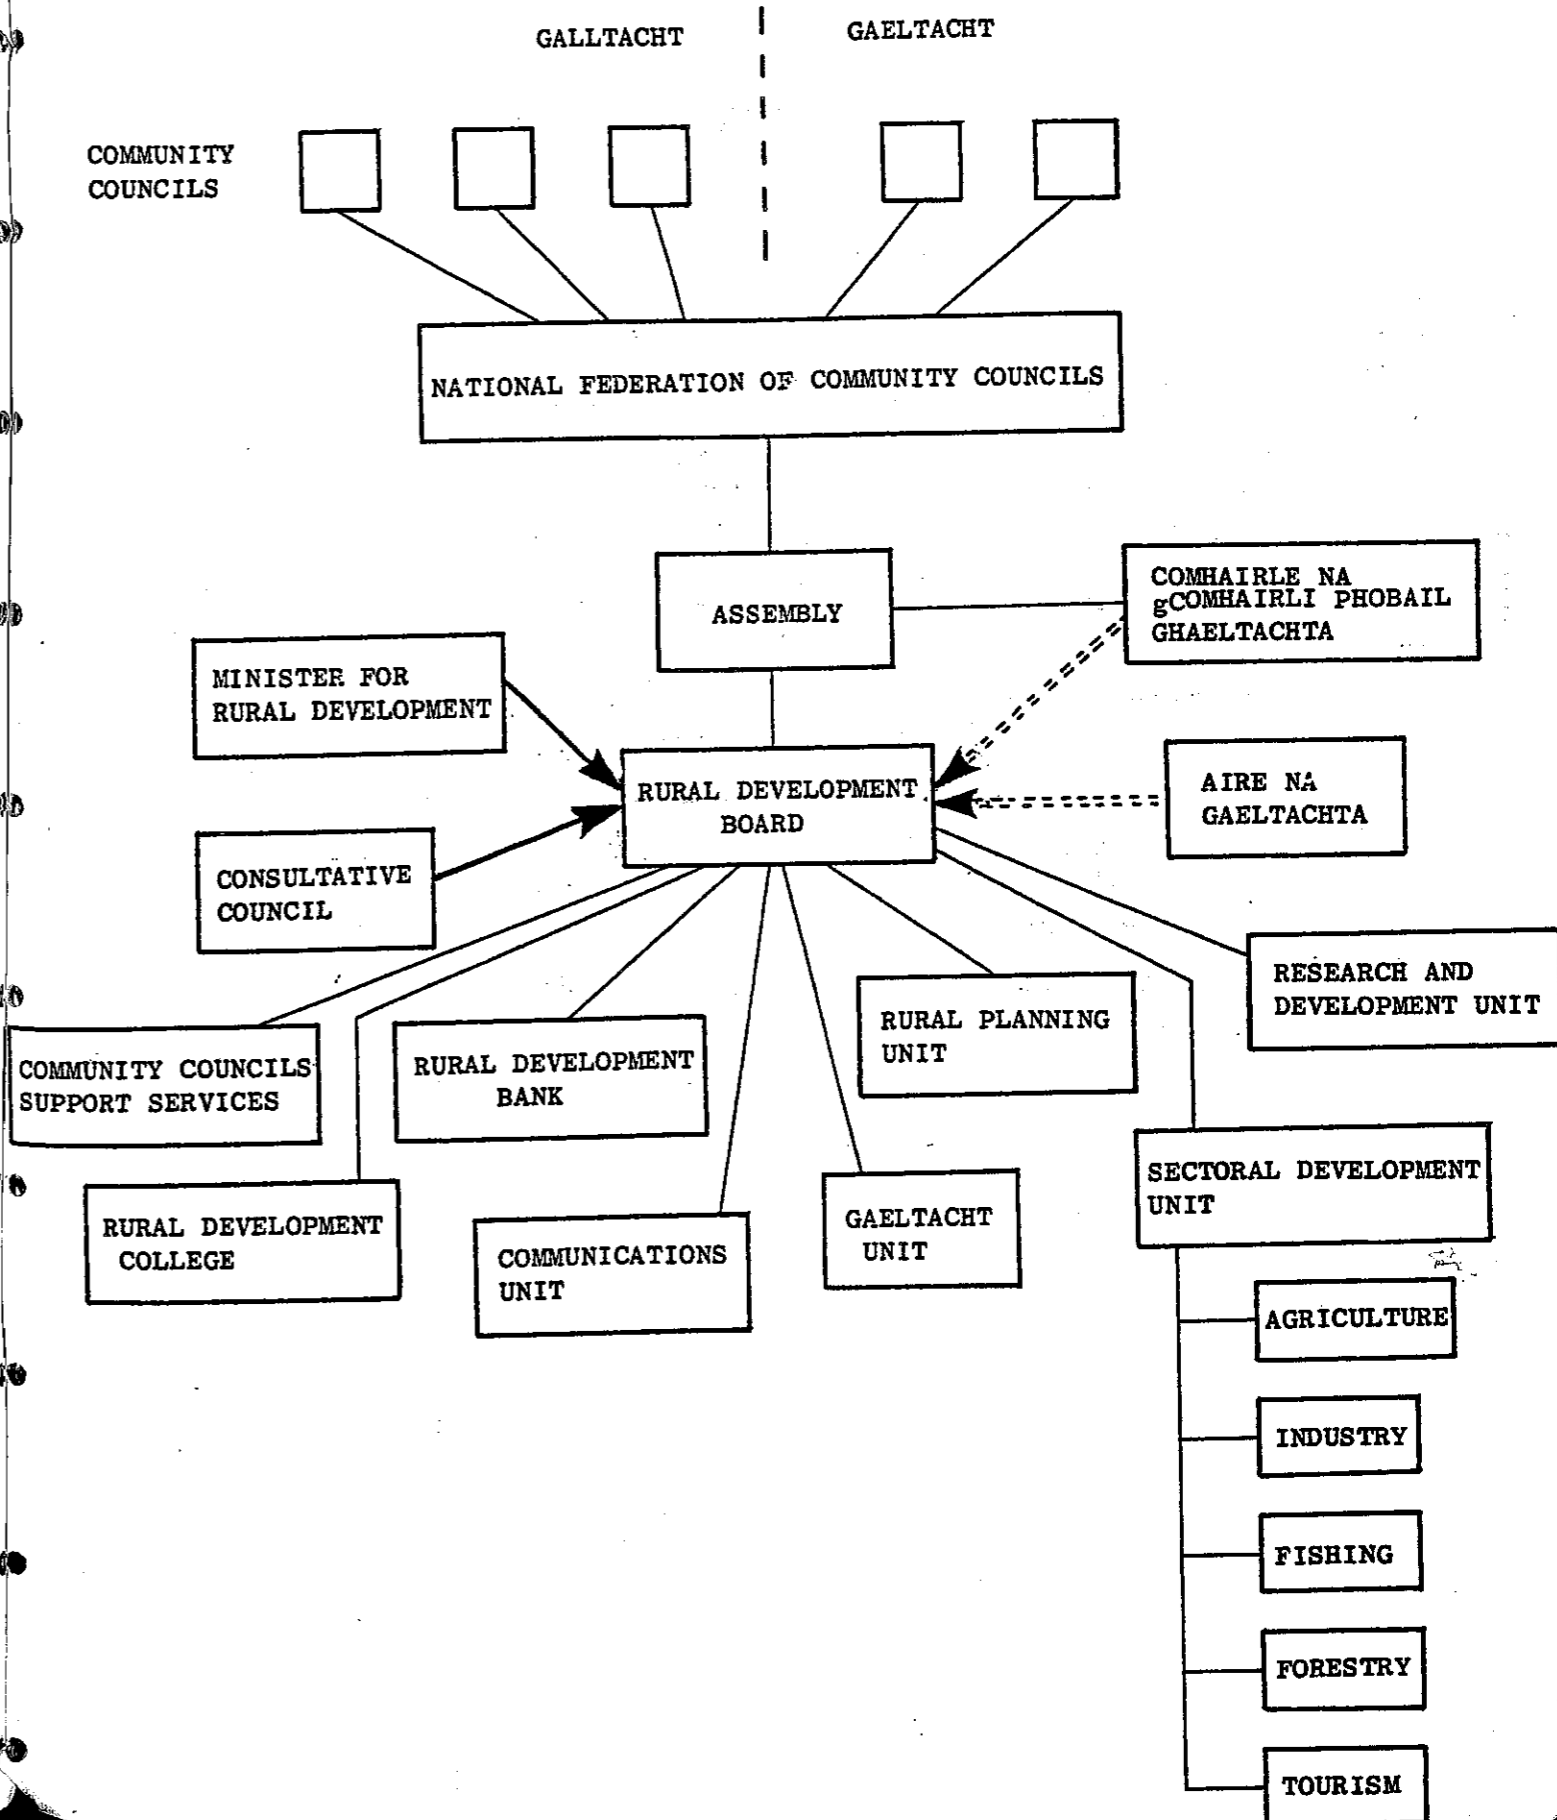 GALLTACHT
GAELTACHT
COMMUNITY
COUNCILS
NATIONAL FEDERATION OF COMMUNITY COUNCILS
ASSEMBLY
COMHAIRLE NA
gCOMHAIRLI PHOBAIL
GHAELTACHTA
MINISTER FOR
RURAL DEVELOPMENT
RURAL DEVELOPMENT
BOARD
AIRE NA
GAELTACHTA
CONSULTATIVE
COUNCIL
RESEARCH AND
DEVELOPMENT UNIT
RURAL PLANNING
UNIT
COMMUNITY COUNCILS
SUPPORT SERVICES
RURAL DEVELOPMENT
BANK
SECTORAL DEVELOPMENT
UNIT
RURAL DEVELOPMENT
COLLEGE
COMMUNICATIONS
UNIT
GAELTACHT
UNIT
AGRICULTURE
INDUSTRY
FISHING
FORESTRY
TOURISM